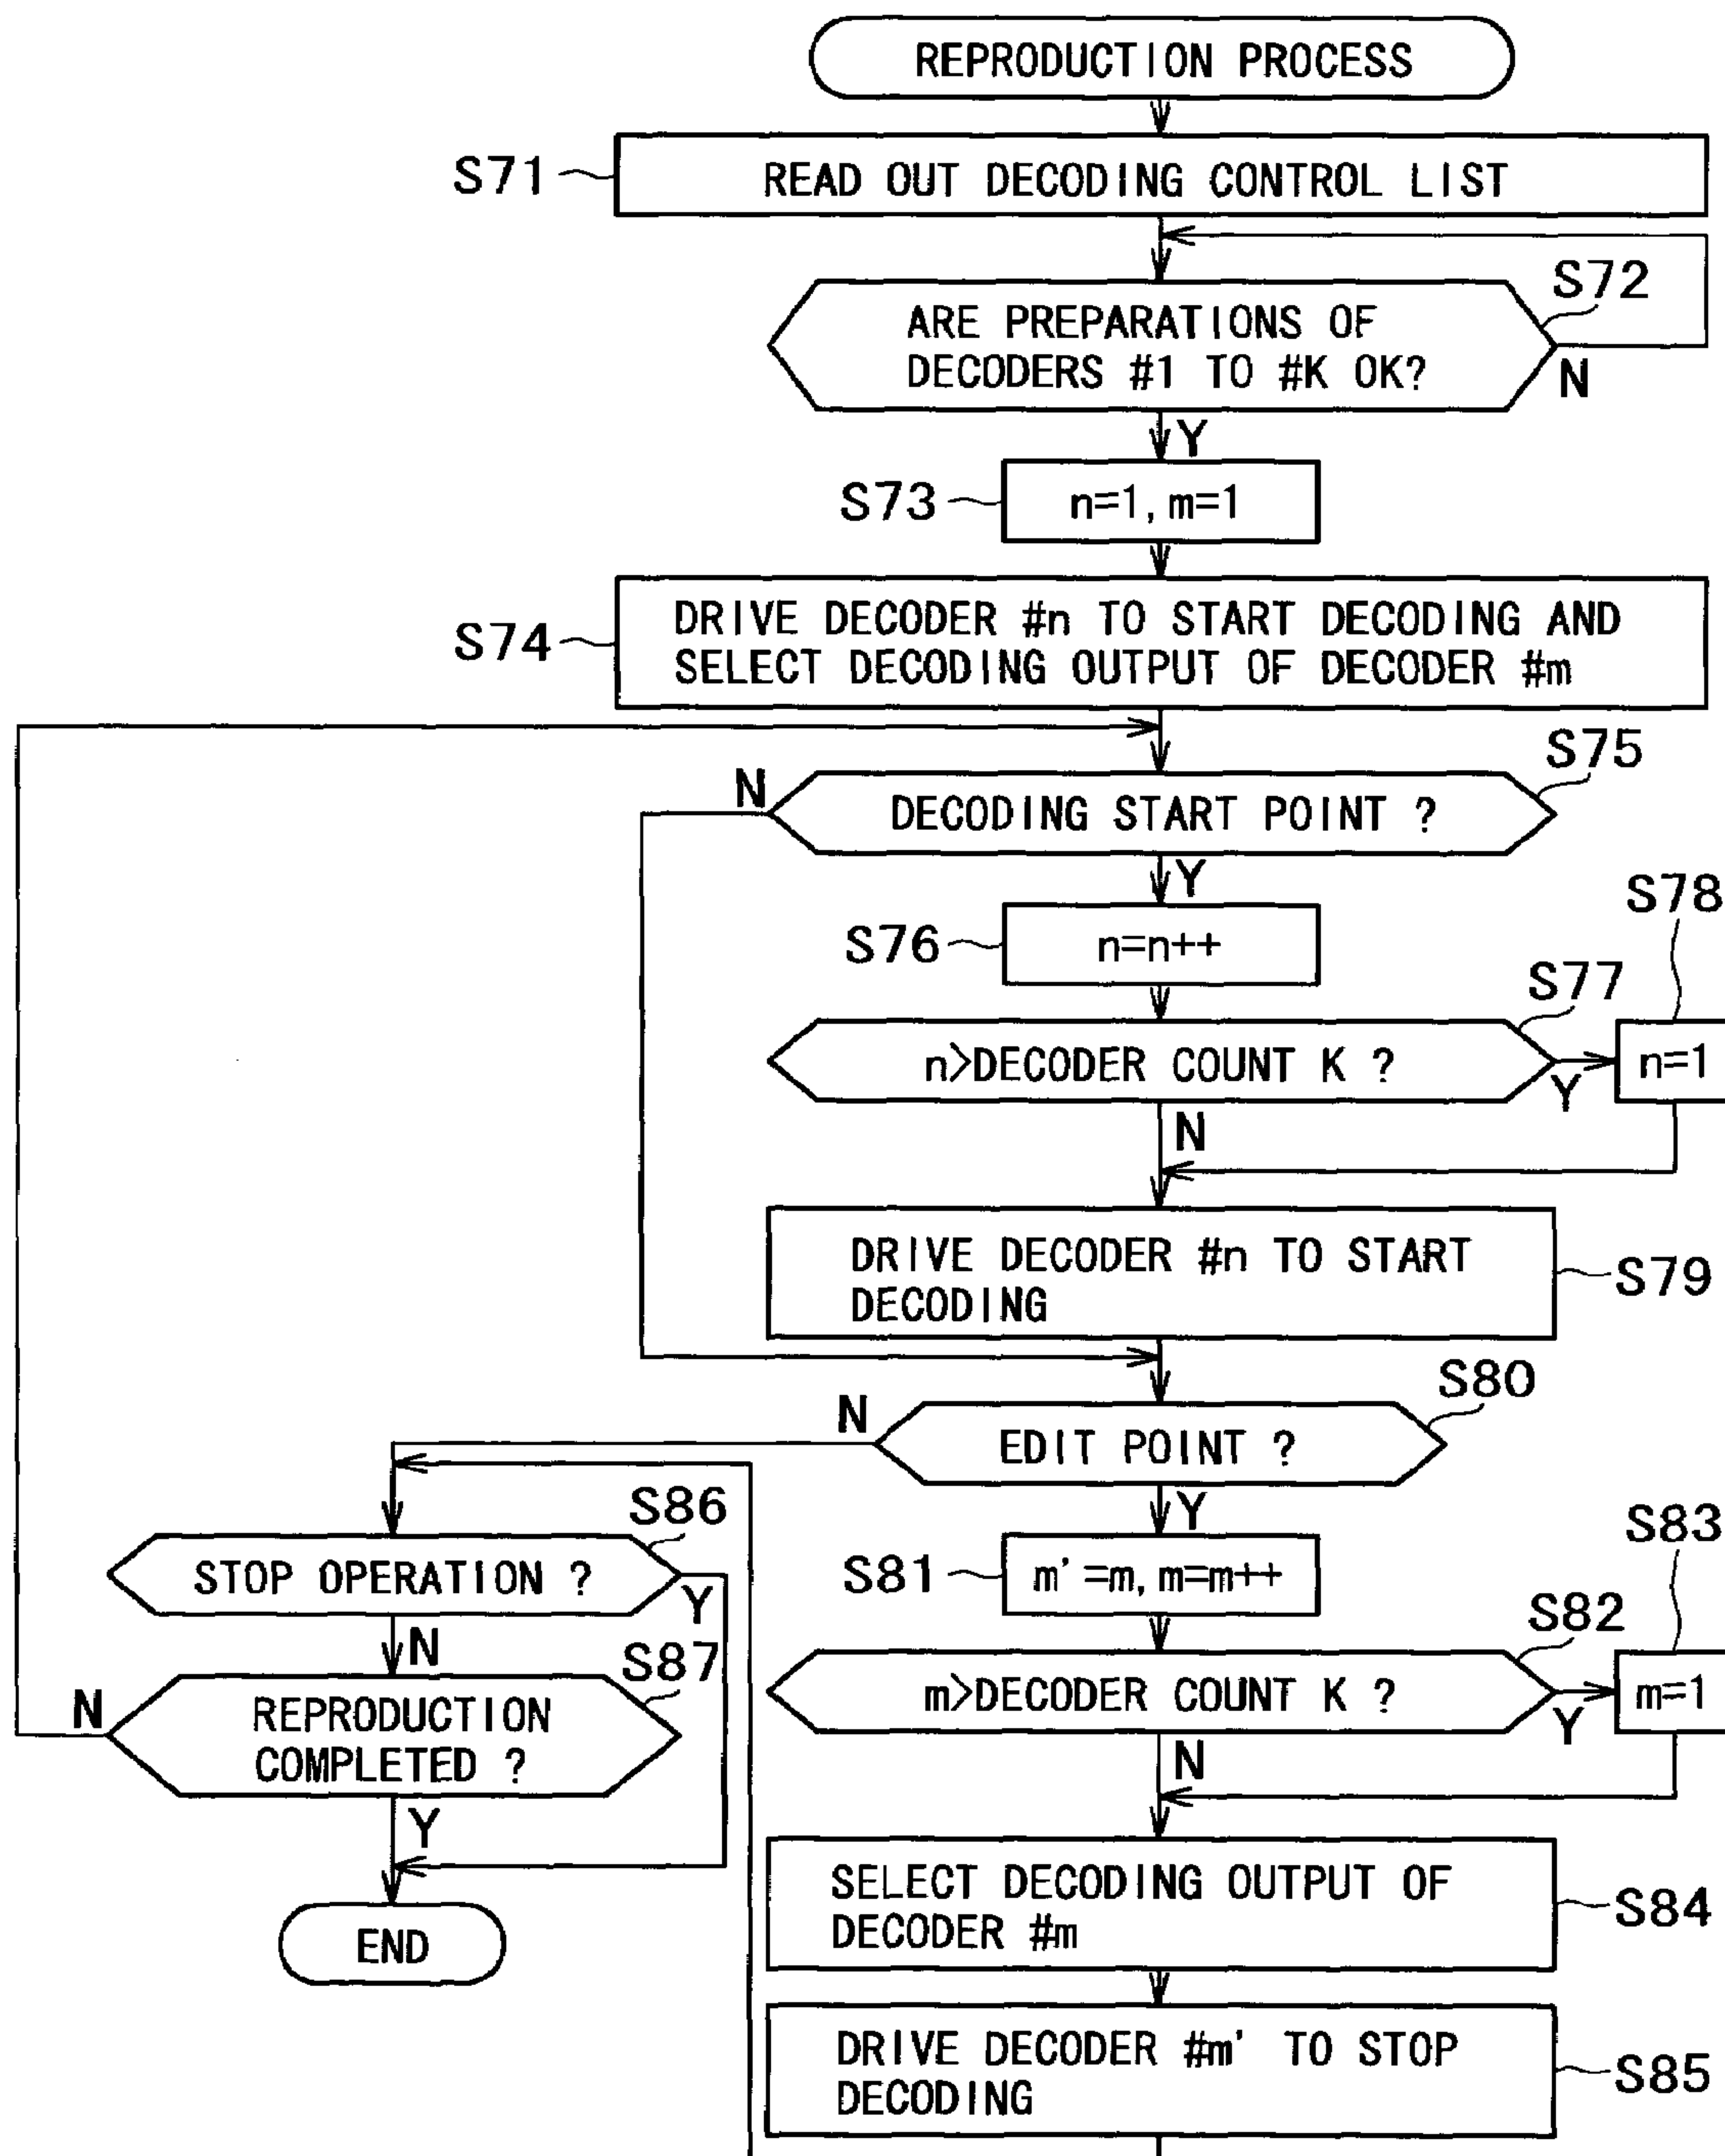 REPRODUCTION PROCESS
S71
READ OUT DECODING CONTROL LIST
S72
ARE PREPARATIONS OF
DECODERS #1 TO #K OK?
N
Y
S73
n=1, m=1
S74
DRIVE DECODER #n TO START DECODING AND
SELECT DECODING OUTPUT OF DECODER #m
S75
N
DECODING START POINT ?
Y
S76
n=n++
S78
S77
n>DECODER COUNT K ?
Y
n=1
N
DRIVE DECODER #n TO START
DECODING
S79
S80
N
EDIT POINT ?
Y
S81
m'=m, m=m++
S83
S82
m>DECODER COUNT K ?
Y
m=1
N
SELECT DECODING OUTPUT OF
DECODER #m
S84
DRIVE DECODER #m' TO STOP
DECODING
S85
S86
STOP OPERATION ?
Y
N
S87
N
REPRODUCTION
COMPLETED ?
Y
END